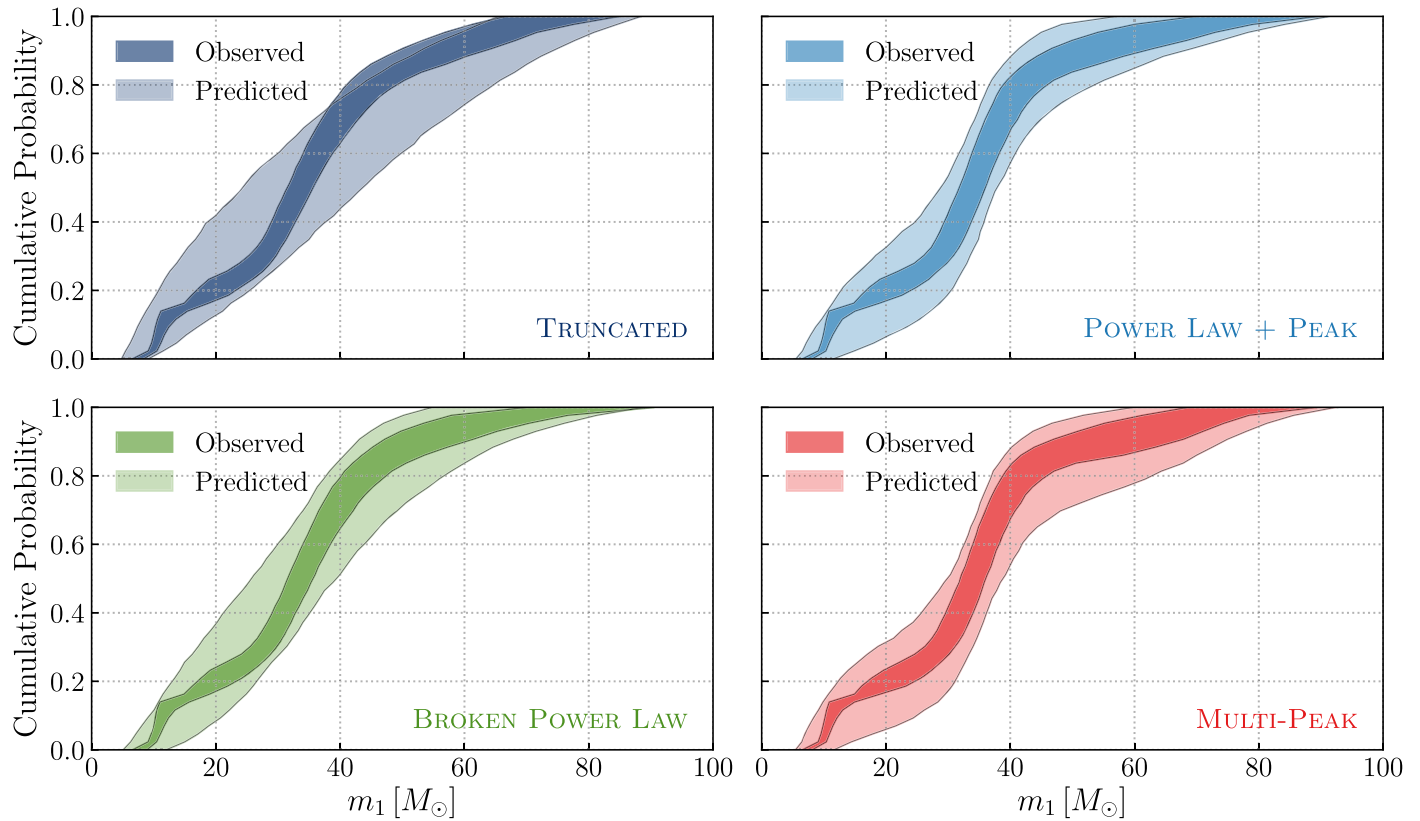 1.0
0.8
0.6
0.4
0.2
0.0
Cumulative Probability
Observed
Predicted
TRUNCATED
Observed
Predicted
POWER LAW + PEAK
1.0
0.8
0.6
0.4
0.2
0.0
Cumulative Probability
Observed
Predicted
BROKEN POWER LAW
0 20 40 60 80 100
m₁ [M☉]
Observed
Predicted
MULTI-PEAK
0 20 40 60 80 100
m₁ [M☉]